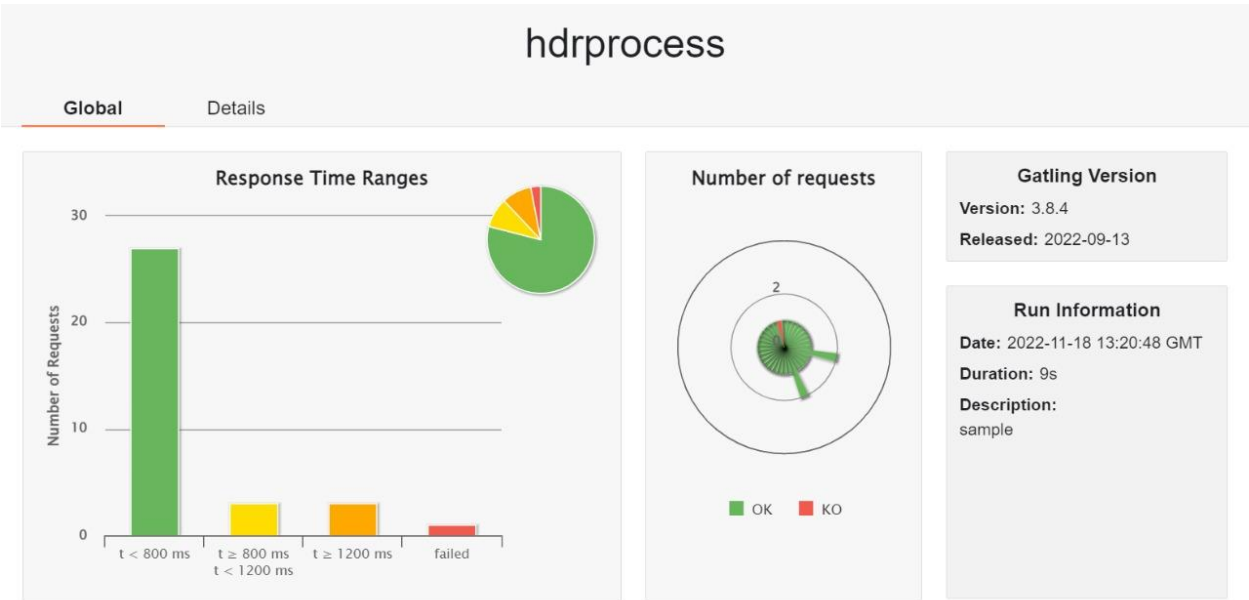 hdrprocess
Global
Details
Response Time Ranges
30
20
10
0
Number of Requests
t < 800 ms
t ≥ 800 ms
t < 1200 ms
t ≥ 1200 ms
failed
Number of requests
2
0
OK
KO
Gatling Version
Version: 3.8.4
Released: 2022-09-13
Run Information
Date: 2022-11-18 13:20:48 GMT
Duration: 9s
Description:
sample